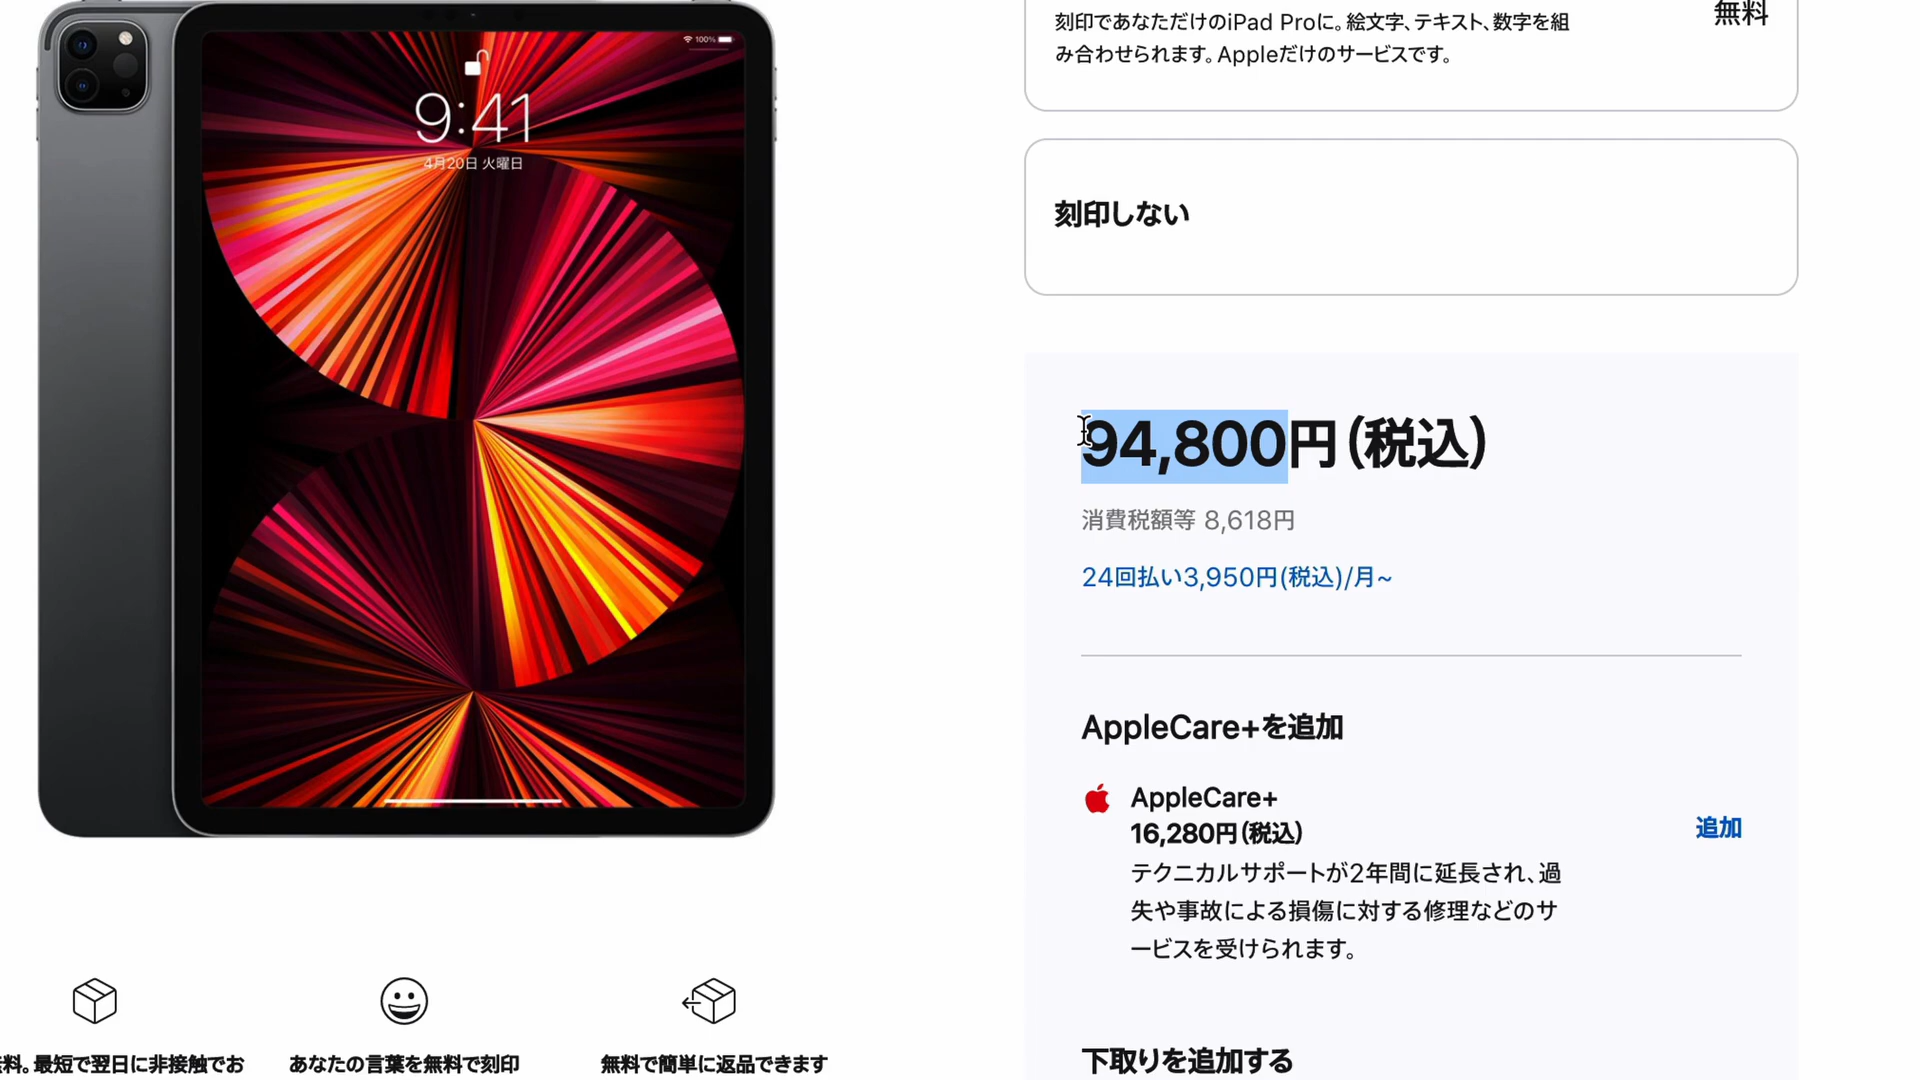 100%
9:41
4月20日 火曜日
刻印であなただけのiPad Proに。絵文字、テキスト、数字を組
み合わせられます。Appleだけのサービスです。
無料
刻印しない
94,800円（税込）
消費税額等 8,618円
24回払い3,950円(税込)/月~
AppleCare+を追加
AppleCare+
16,280円（税込）
追加
テクニカルサポートが2年間に延長され、過
失や事故による損傷に対する修理などのサ
ービスを受けられます。
下取りを追加する
料。最短で翌日に非接触でお
あなたの言葉を無料で刻印
無料で簡単に返品できます